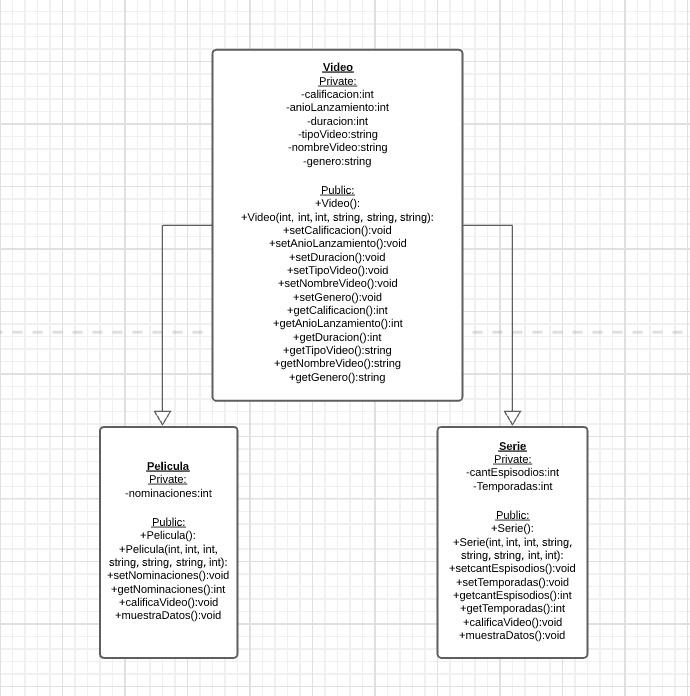 Video
Private:
-calificacion:int
-anioLanzamiento:int
-duracion:int
-tipoVideo:string
-nombreVideo:string
-genero:string
Public:
+Video():
+Video(int, int, int, string, string, string):
+setCalificacion():void
+setAnioLanzamiento():void
+setDuracion():void
+setTipoVideo():void
+setNombreVideo():void
+setGenero():void
+getCalificacion():int
+getAnioLanzamiento():int
+getDuracion():int
+getTipoVideo():string
+getNombreVideo():string
+getGenero():string
Pelicula
Private:
-nominaciones:int
Public:
+Pelicula():
+Pelicula(int, int, int,
string, string, string, int):
+setNominaciones():void
+getNominaciones():int
+calificaVideo():void
+muestraDatos():void
Serie
Private:
-cantEspisodios:int
-Temporadas:int
Public:
+Serie():
+Serie(int, int, int, string,
string, string, int, int):
+setcantEspisodios():void
+setTemporadas():void
+getcantEspisodios():int
+getTemporadas():int
+calificaVideo():void
+muestraDatos():void